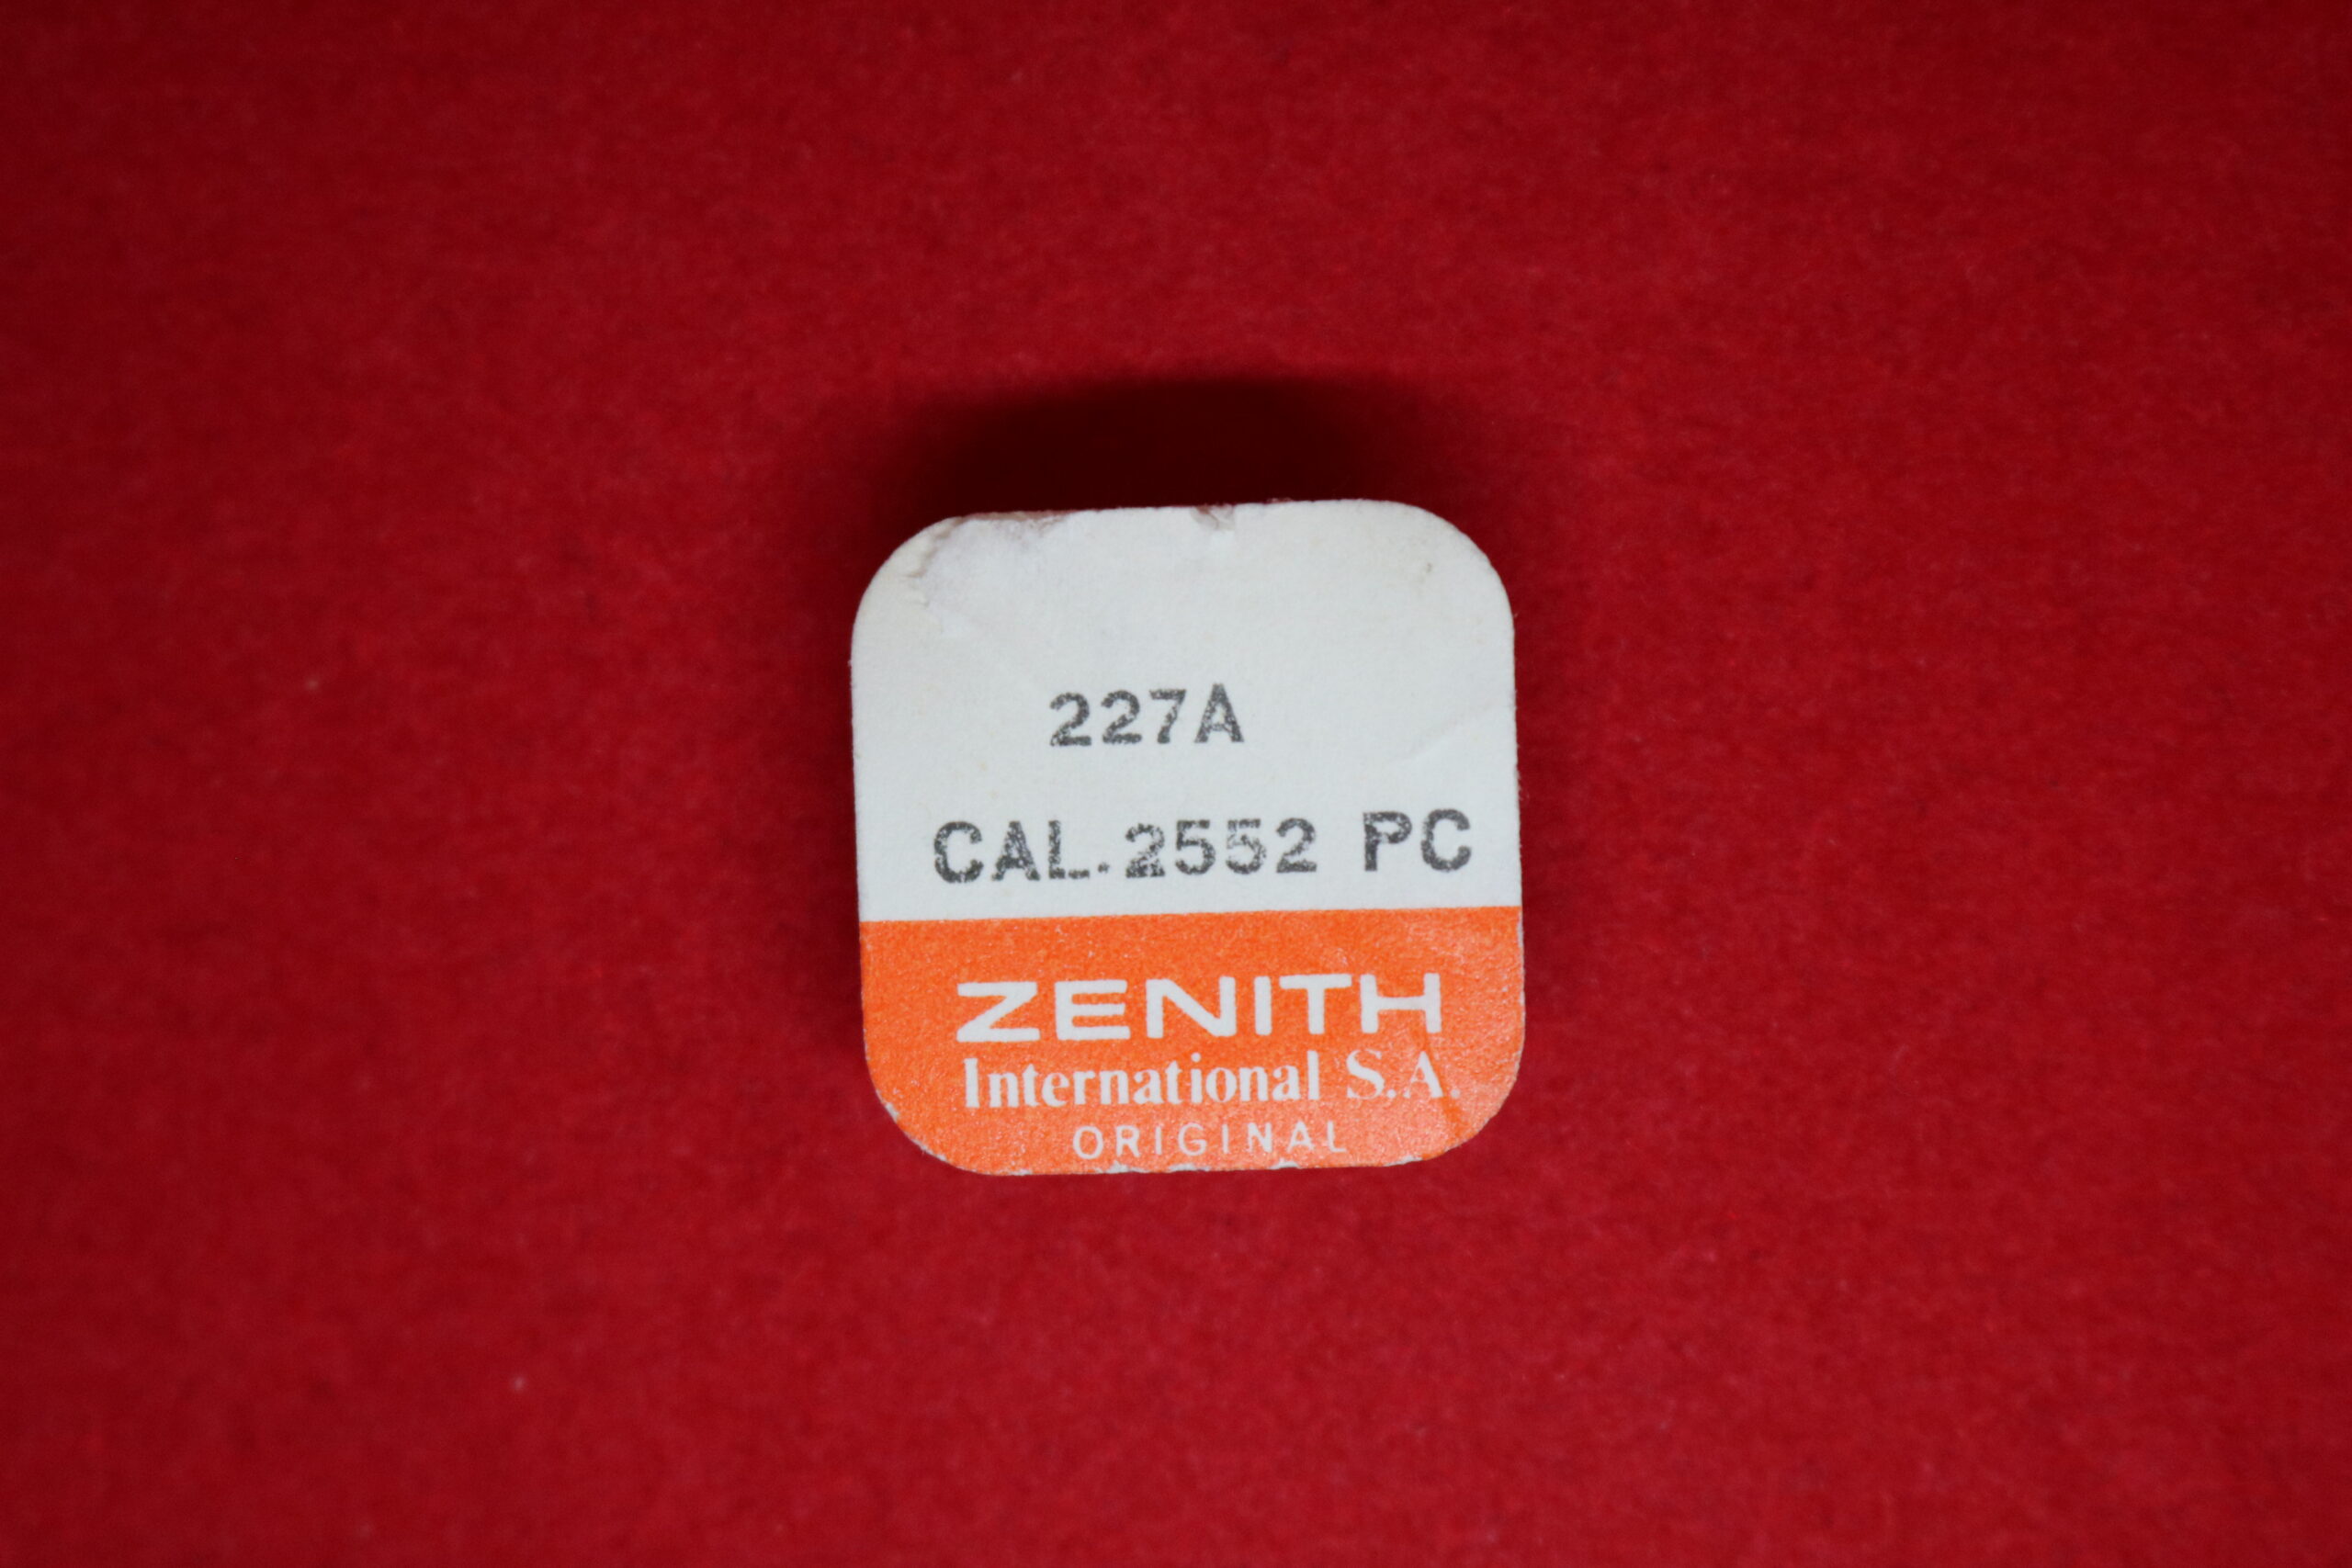 227A
CAL. 2552 PC
ZENITH
International S.A.
ORIGINAL